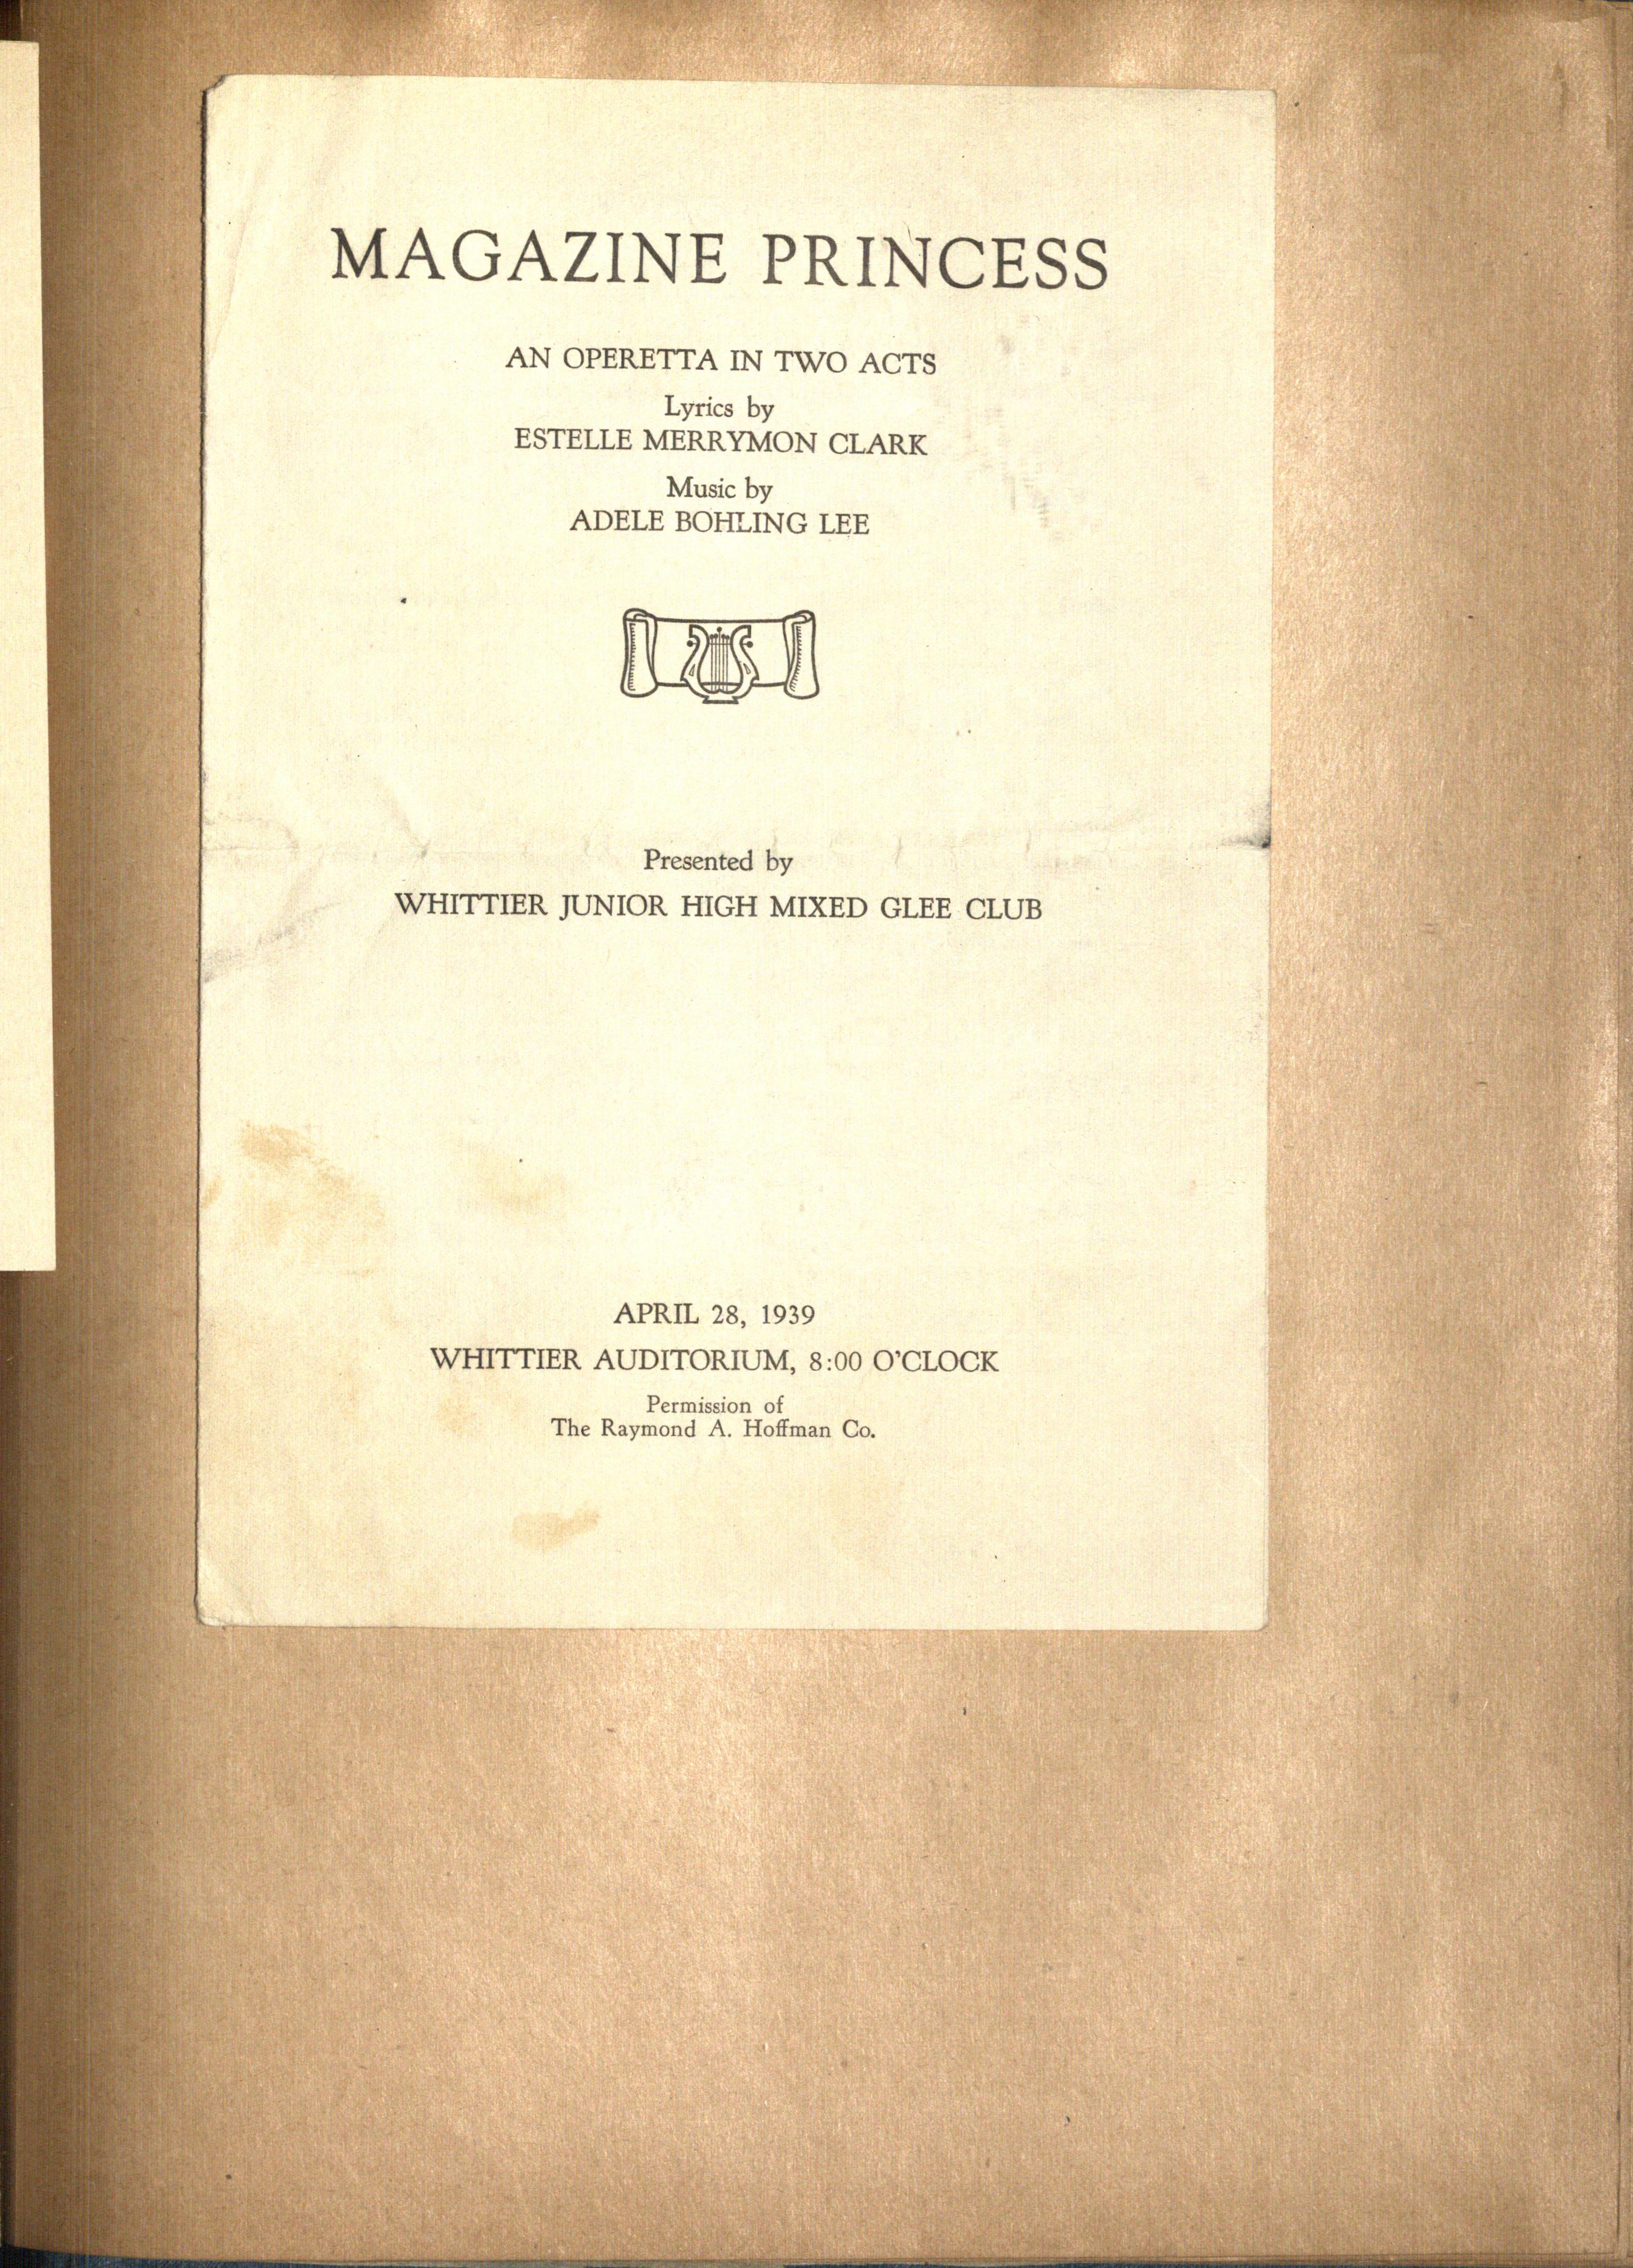 MAGAZINE PRINCESS
AN OPERETTA IN TWO ACTS
Lyrics by
ESTELLE MERRYMON CLARK
Music by
ADELE BOHLING LEE
Presented by
WHITTIER JUNIOR HIGH MIXED GLEE CLUB
APRIL 28, 1939
WHITTIER AUDITORIUM, 8:00 O'CLOCK
Permission of
The Raymond A. Hoffman Co.